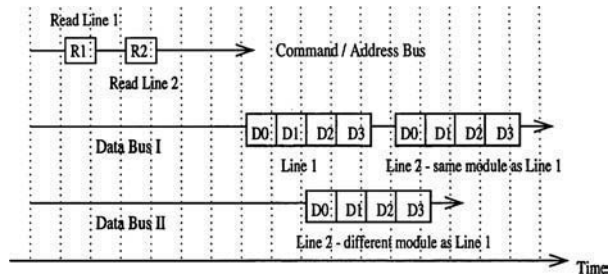 Read Line 1
R1 R2 Command / Address Bus
Read Line 2
D0 D1 D2 D3 D0 D1 D2 D3
Data Bus I Line 1 Line 2 - same module as Line 1
D0 D1 D2 D3
Data Bus II
Line 2 - different module as Line 1
Time